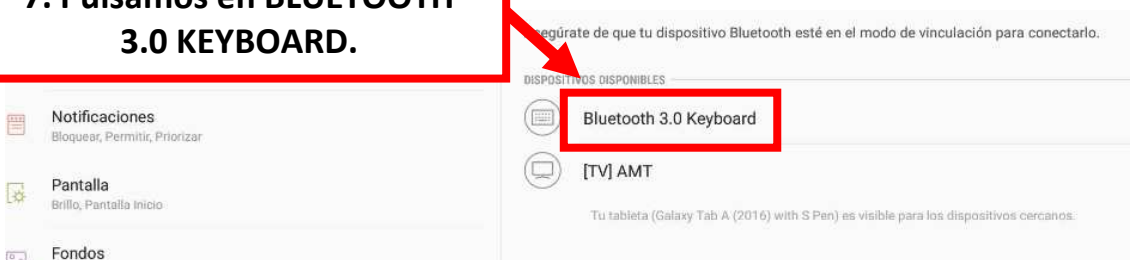 7. Pulsamos en BLUETOOTH
3.0 KEYBOARD.
segúrate de que tu dispositivo Bluetooth esté en el modo de vinculación para conectarlo.
DISPOSITIVOS DISPONIBLES
Bluetooth 3.0 Keyboard
[TV] AMT
Tu tableta (Galaxy Tab A (2016) with S Pen) es visible para los dispositivos cercanos.
Notificaciones
Bloquear, Permitir, Priorizar
Pantalla
Brillo, Pantalla Inicio
Fondos